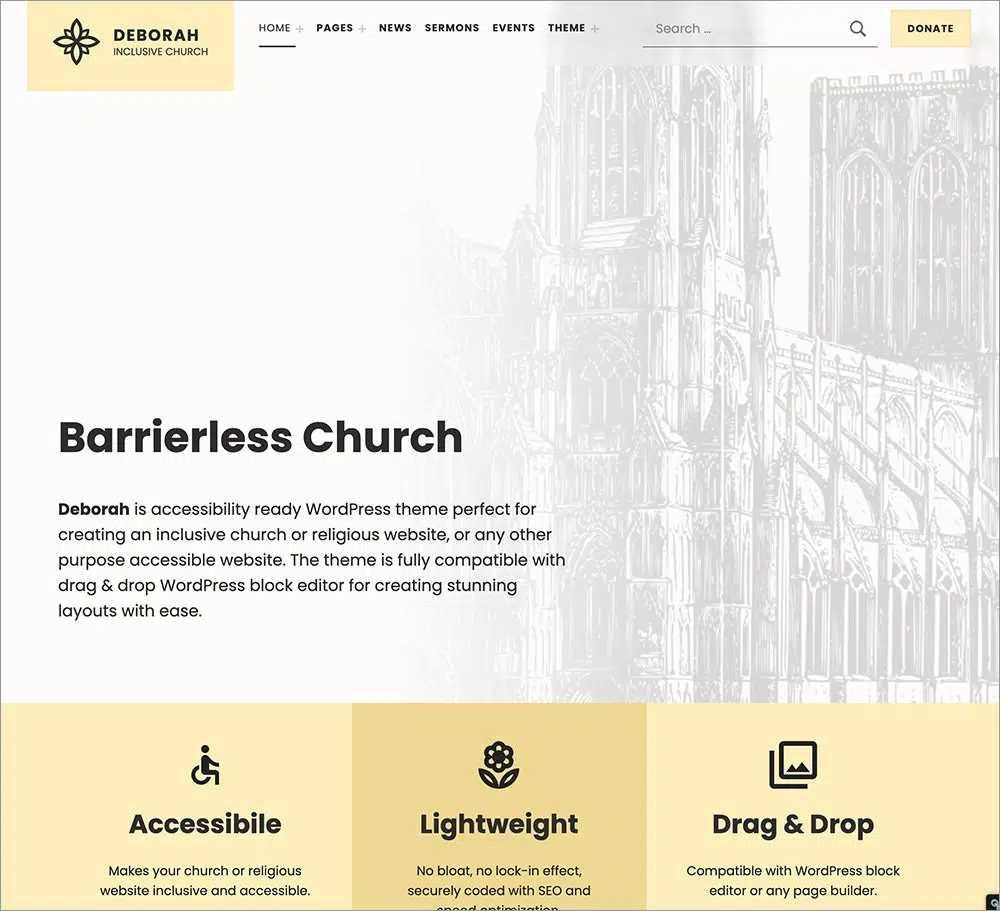 DEBORAH
INCLUSIVE CHURCH
HOME + PAGES + NEWS SERMONS EVENTS THEME +
Search ...
DONATE
Barrierless Church
Deborah is accessibility ready WordPress theme perfect for
creating an inclusive church or religious website, or any other
purpose accessible website. The theme is fully compatible with
drag & drop WordPress block editor for creating stunning
layouts with ease.
Accessibile
Makes your church or religious
website inclusive and accessible.
Lightweight
No bloat, no lock-in effect,
securely coded with SEO and
speed optimization.
Drag & Drop
Compatible with WordPress block
editor or any page builder.